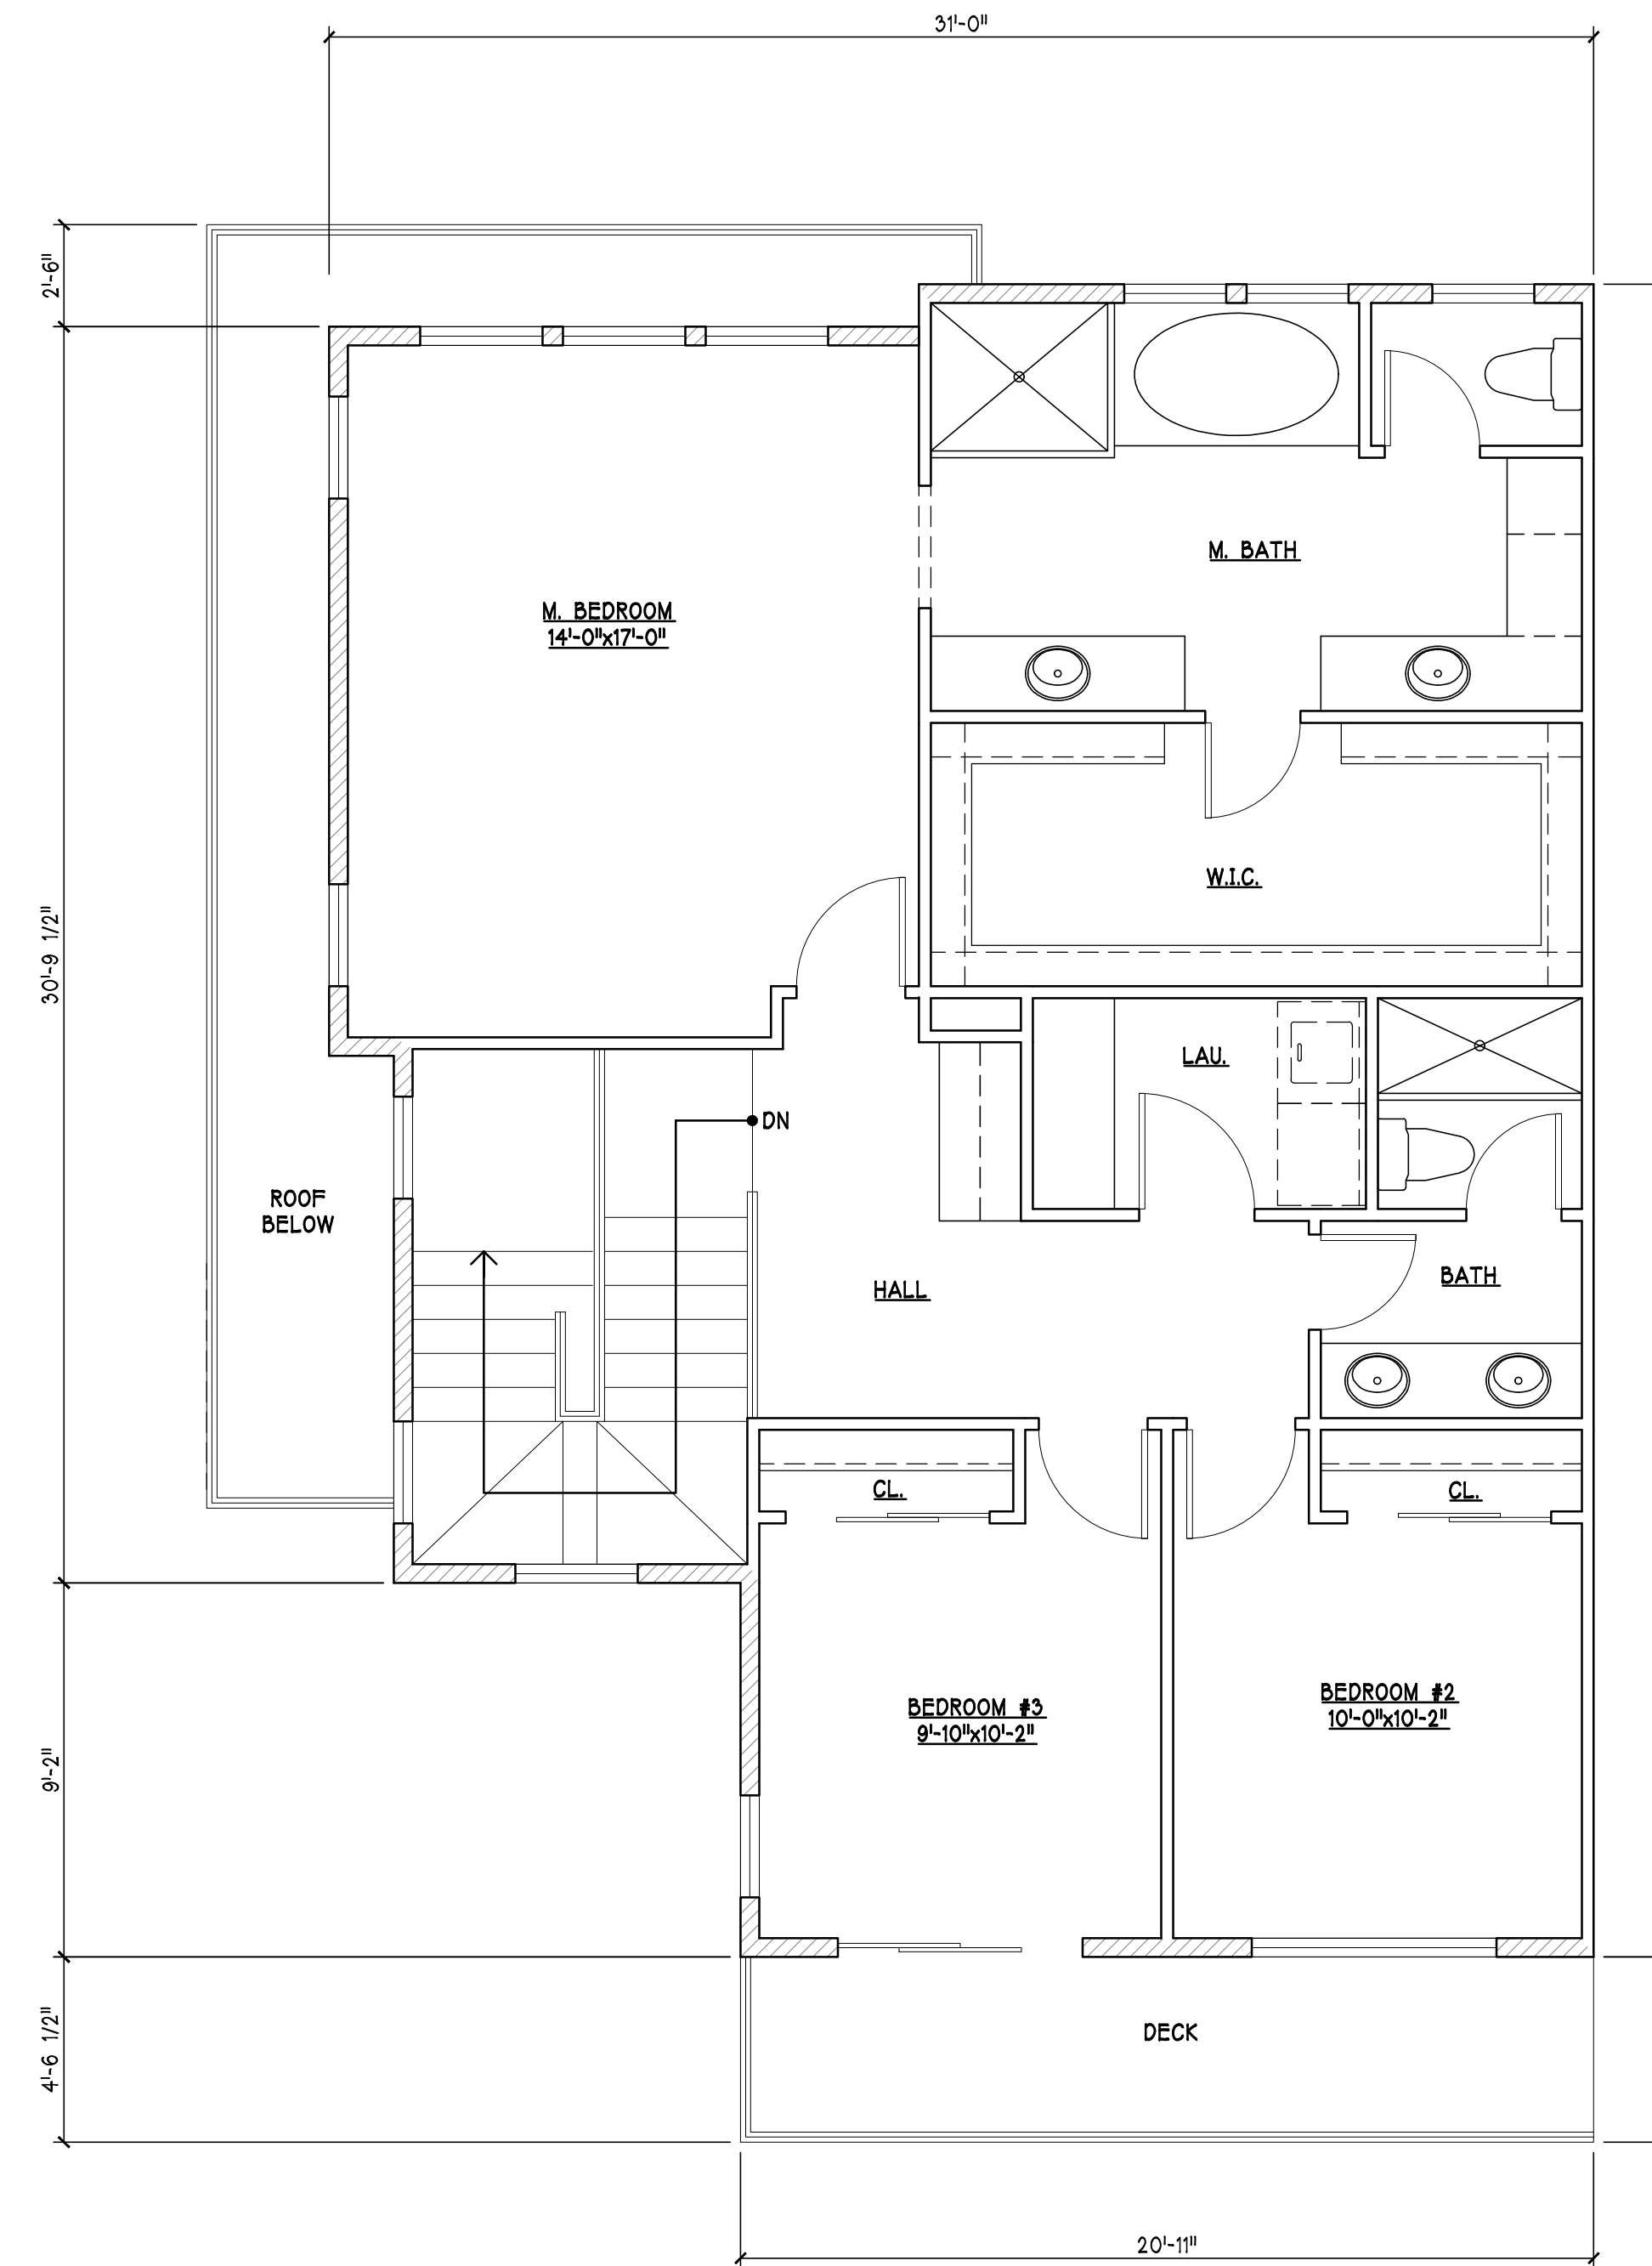 31'-0"
2'-6"
M. BATH
M. BEDROOM
14'-0"x17'-0"
W.I.C.
30'-9 1/2"
LAU.
DN
ROOF
BELOW
BATH
HALL
CL.
CL.
BEDROOM #2
10'-0"x10'-2"
BEDROOM #3
9'-10"x10'-2"
9'-2"
DECK
4'-6 1/2"
20'-11"